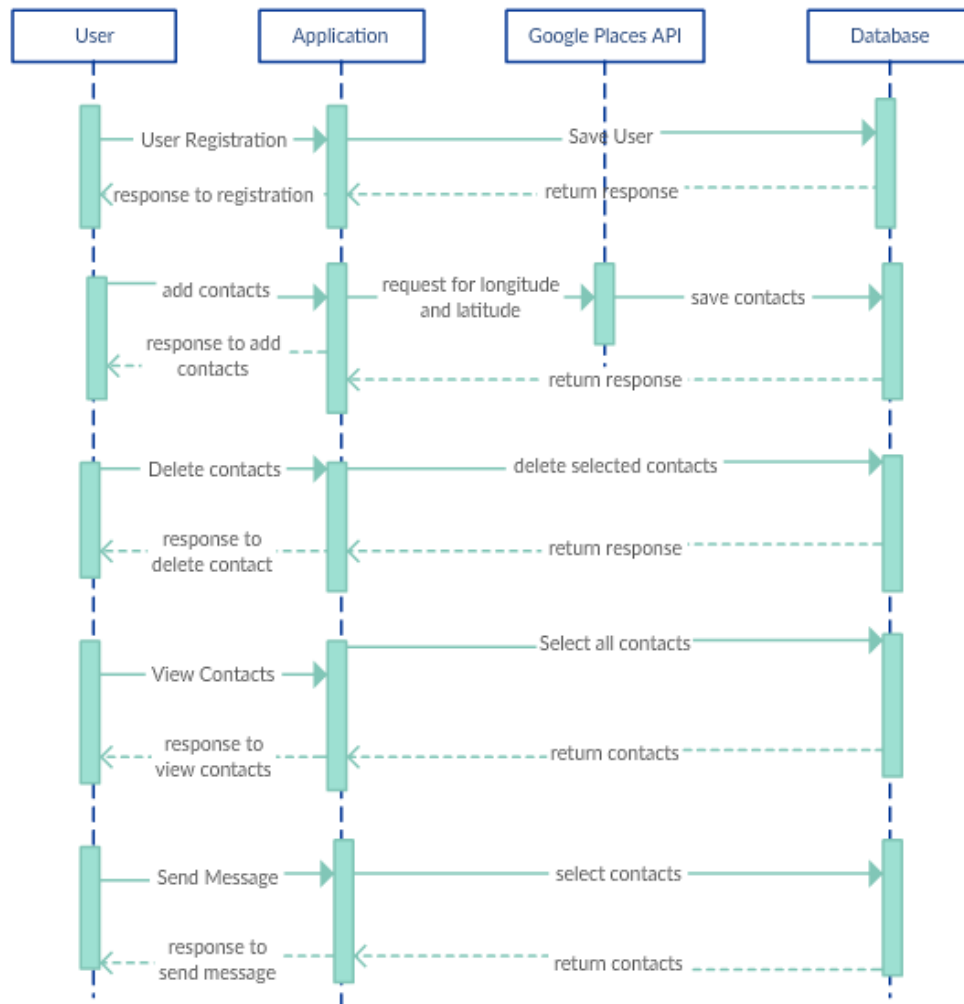 User
Application
Google Places API
Database
User Registration
Save User
response to registration
return response
add contacts
request for longitude
and latitude
save contacts
response to add
contacts
return response
Delete contacts
delete selected contacts
response to
delete contact
return response
View Contacts
Select all contacts
response to
view contacts
return contacts
Send Message
select contacts
response to
send message
return contacts